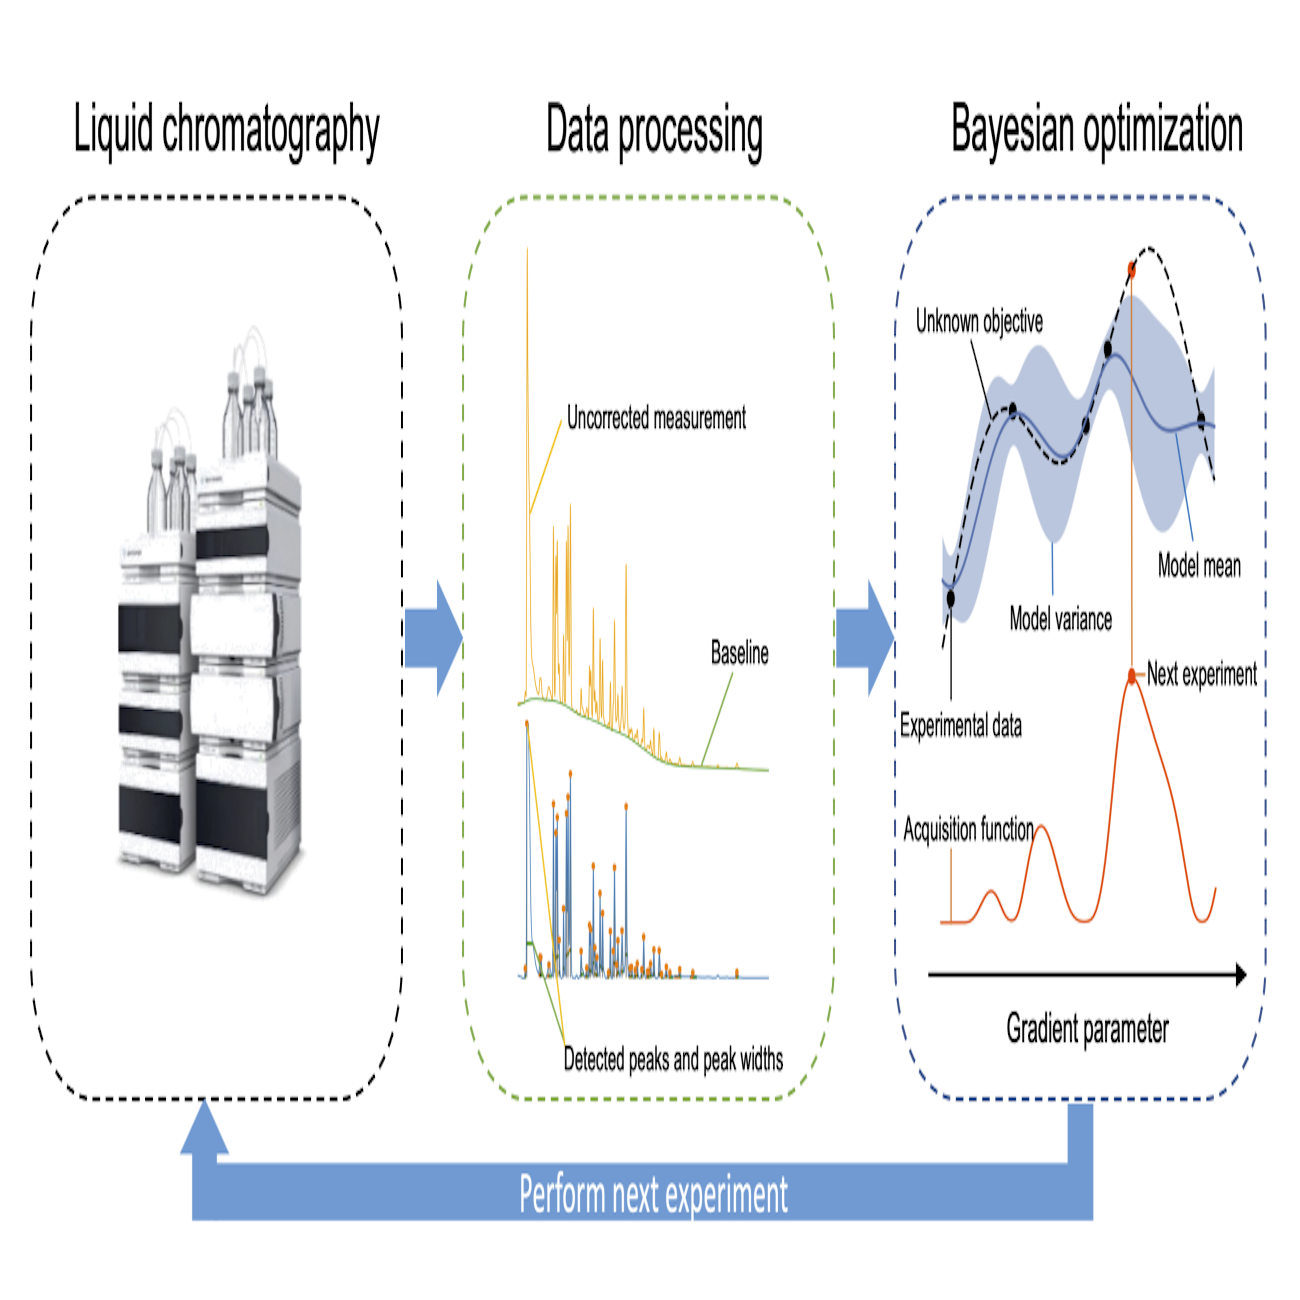 Liquid chromatography
Data processing
Bayesian optimization
Uncorrected measurement
Baseline
Detected peaks and peak widths
Unknown objective
Model mean
Model variance
Next experiment
Experimental data
Acquisition function
Gradient parameter
Perform next experiment